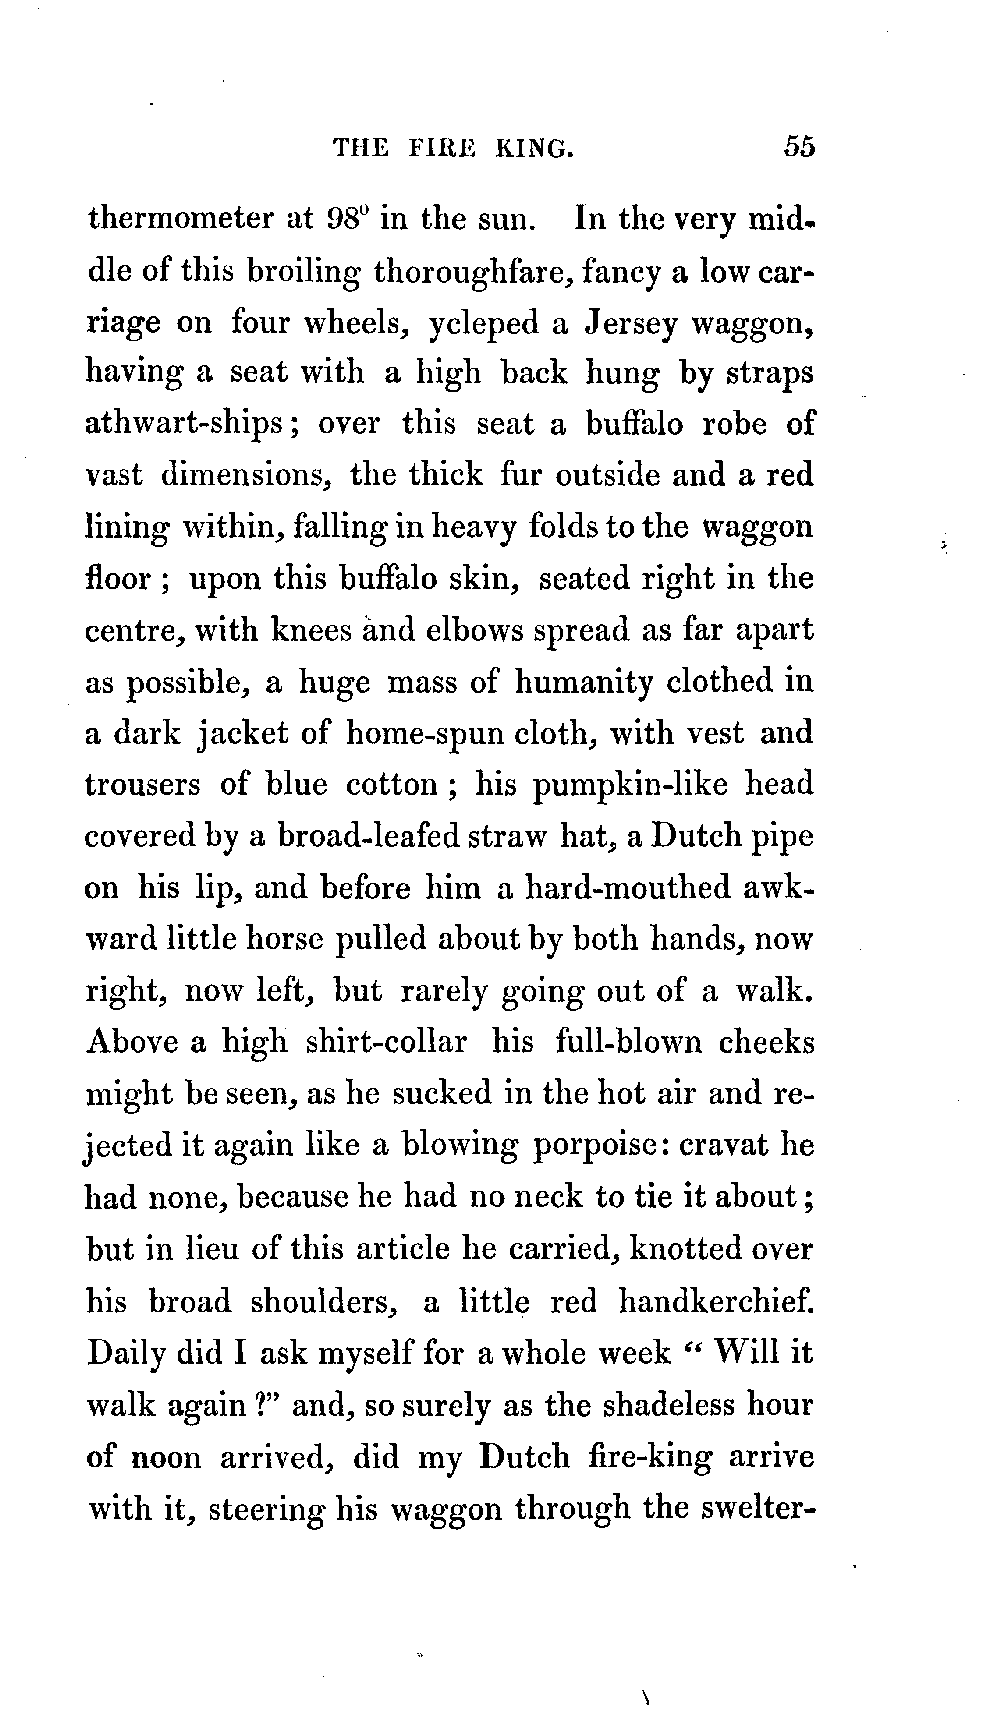 THE FIRE KING. 55
thermometer at 98° in the sun. In the very mid-
dle of this broiling thoroughfare, fancy a low car-
riage on four wheels, ycleped a Jersey waggon,
having a seat with a high back hung by straps
athwart-ships; over this seat a buffalo robe of
vast dimensions, the thick fur outside and a red
lining within, falling in heavy folds to the waggon
floor; upon this buffalo skin, seated right in the
centre, with knees and elbows spread as far apart
as possible, a huge mass of humanity clothed in
a dark jacket of home-spun cloth, with vest and
trousers of blue cotton; his pumpkin-like head
covered by a broad-leafed straw hat, a Dutch pipe
on his lip, and before him a hard-mouthed awk-
ward little horse pulled about by both hands, now
right, now left, but rarely going out of a walk.
Above a high shirt-collar his full-blown cheeks
might be seen, as he sucked in the hot air and re-
jected it again like a blowing porpoise: cravat he
had none, because he had no neck to tie it about;
but in lieu of this article he carried, knotted over
his broad shoulders, a little red handkerchief.
Daily did I ask myself for a whole week “ Will it
walk again?” and, so surely as the shadeless hour
of noon arrived, did my Dutch fire-king arrive
with it, steering his waggon through the swelter-